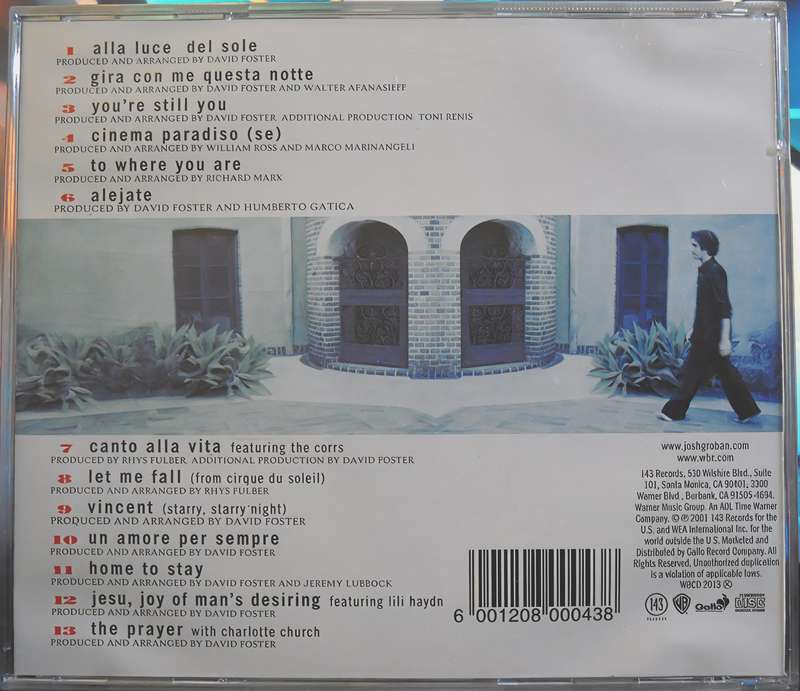 1 alla luce del sole
PRODUCED AND ARRANGED BY DAVID FOSTER
2 gira con me questa notte
PRODUCED AND ARRANGED BY DAVID FOSTER AND WALTER AFANASIEFF
3 you're still you
PRODUCED AND ARRANGED BY DAVID FOSTER. ADDITIONAL PRODUCTION TONI RENIS
4 cinema paradiso (se)
PRODUCED AND ARRANGED BY WILLIAM ROSS AND MARCO MARINANGELI
5 to where you are
PRODUCED AND ARRANGED BY RICHARD MARX
6 alejate
PRODUCED BY DAVID FOSTER AND HUMBERTO GATICA
7 canto alla vita featuring the corrs
PRODUCED BY RHYS FULBER. ADDITIONAL PRODUCTION BY DAVID FOSTER
8 let me fall (from cirque du soleil)
PRODUCED AND ARRANGED BY RHYS FULBER
9 vincent (starry, starry night)
PRODUCED AND ARRANGED BY DAVID FOSTER
10 un amore per sempre
PRODUCED AND ARRANGED BY DAVID FOSTER
11 home to stay
PRODUCED AND ARRANGED BY DAVID FOSTER AND JEREMY LUBBOCK
12 jesu, joy of man's desiring featuring lili haydn
PRODUCED AND ARRANGED BY DAVID FOSTER
13 the prayer with charlotte church
PRODUCED AND ARRANGED BY DAVID FOSTER
www.joshgroban.com
www.wbr.com
143 Records, 530 Wilshire Blvd., Suite
101, Santa Monica, CA 90401, 3300
Warner Blvd., Burbank, CA 91505-4694.
Warner Music Group. An AOL Time Warner
Company. © ℗ 2001 143 Records for the
U.S. and WEA International Inc. for the
world outside the U.S. Marketed and
Distributed by Gallo Record Company. All
Rights Reserved. Unauthorized duplication
is a violation of applicable laws.
WBCD 2013
6 001208 000438
143
WB
Gallo
disc